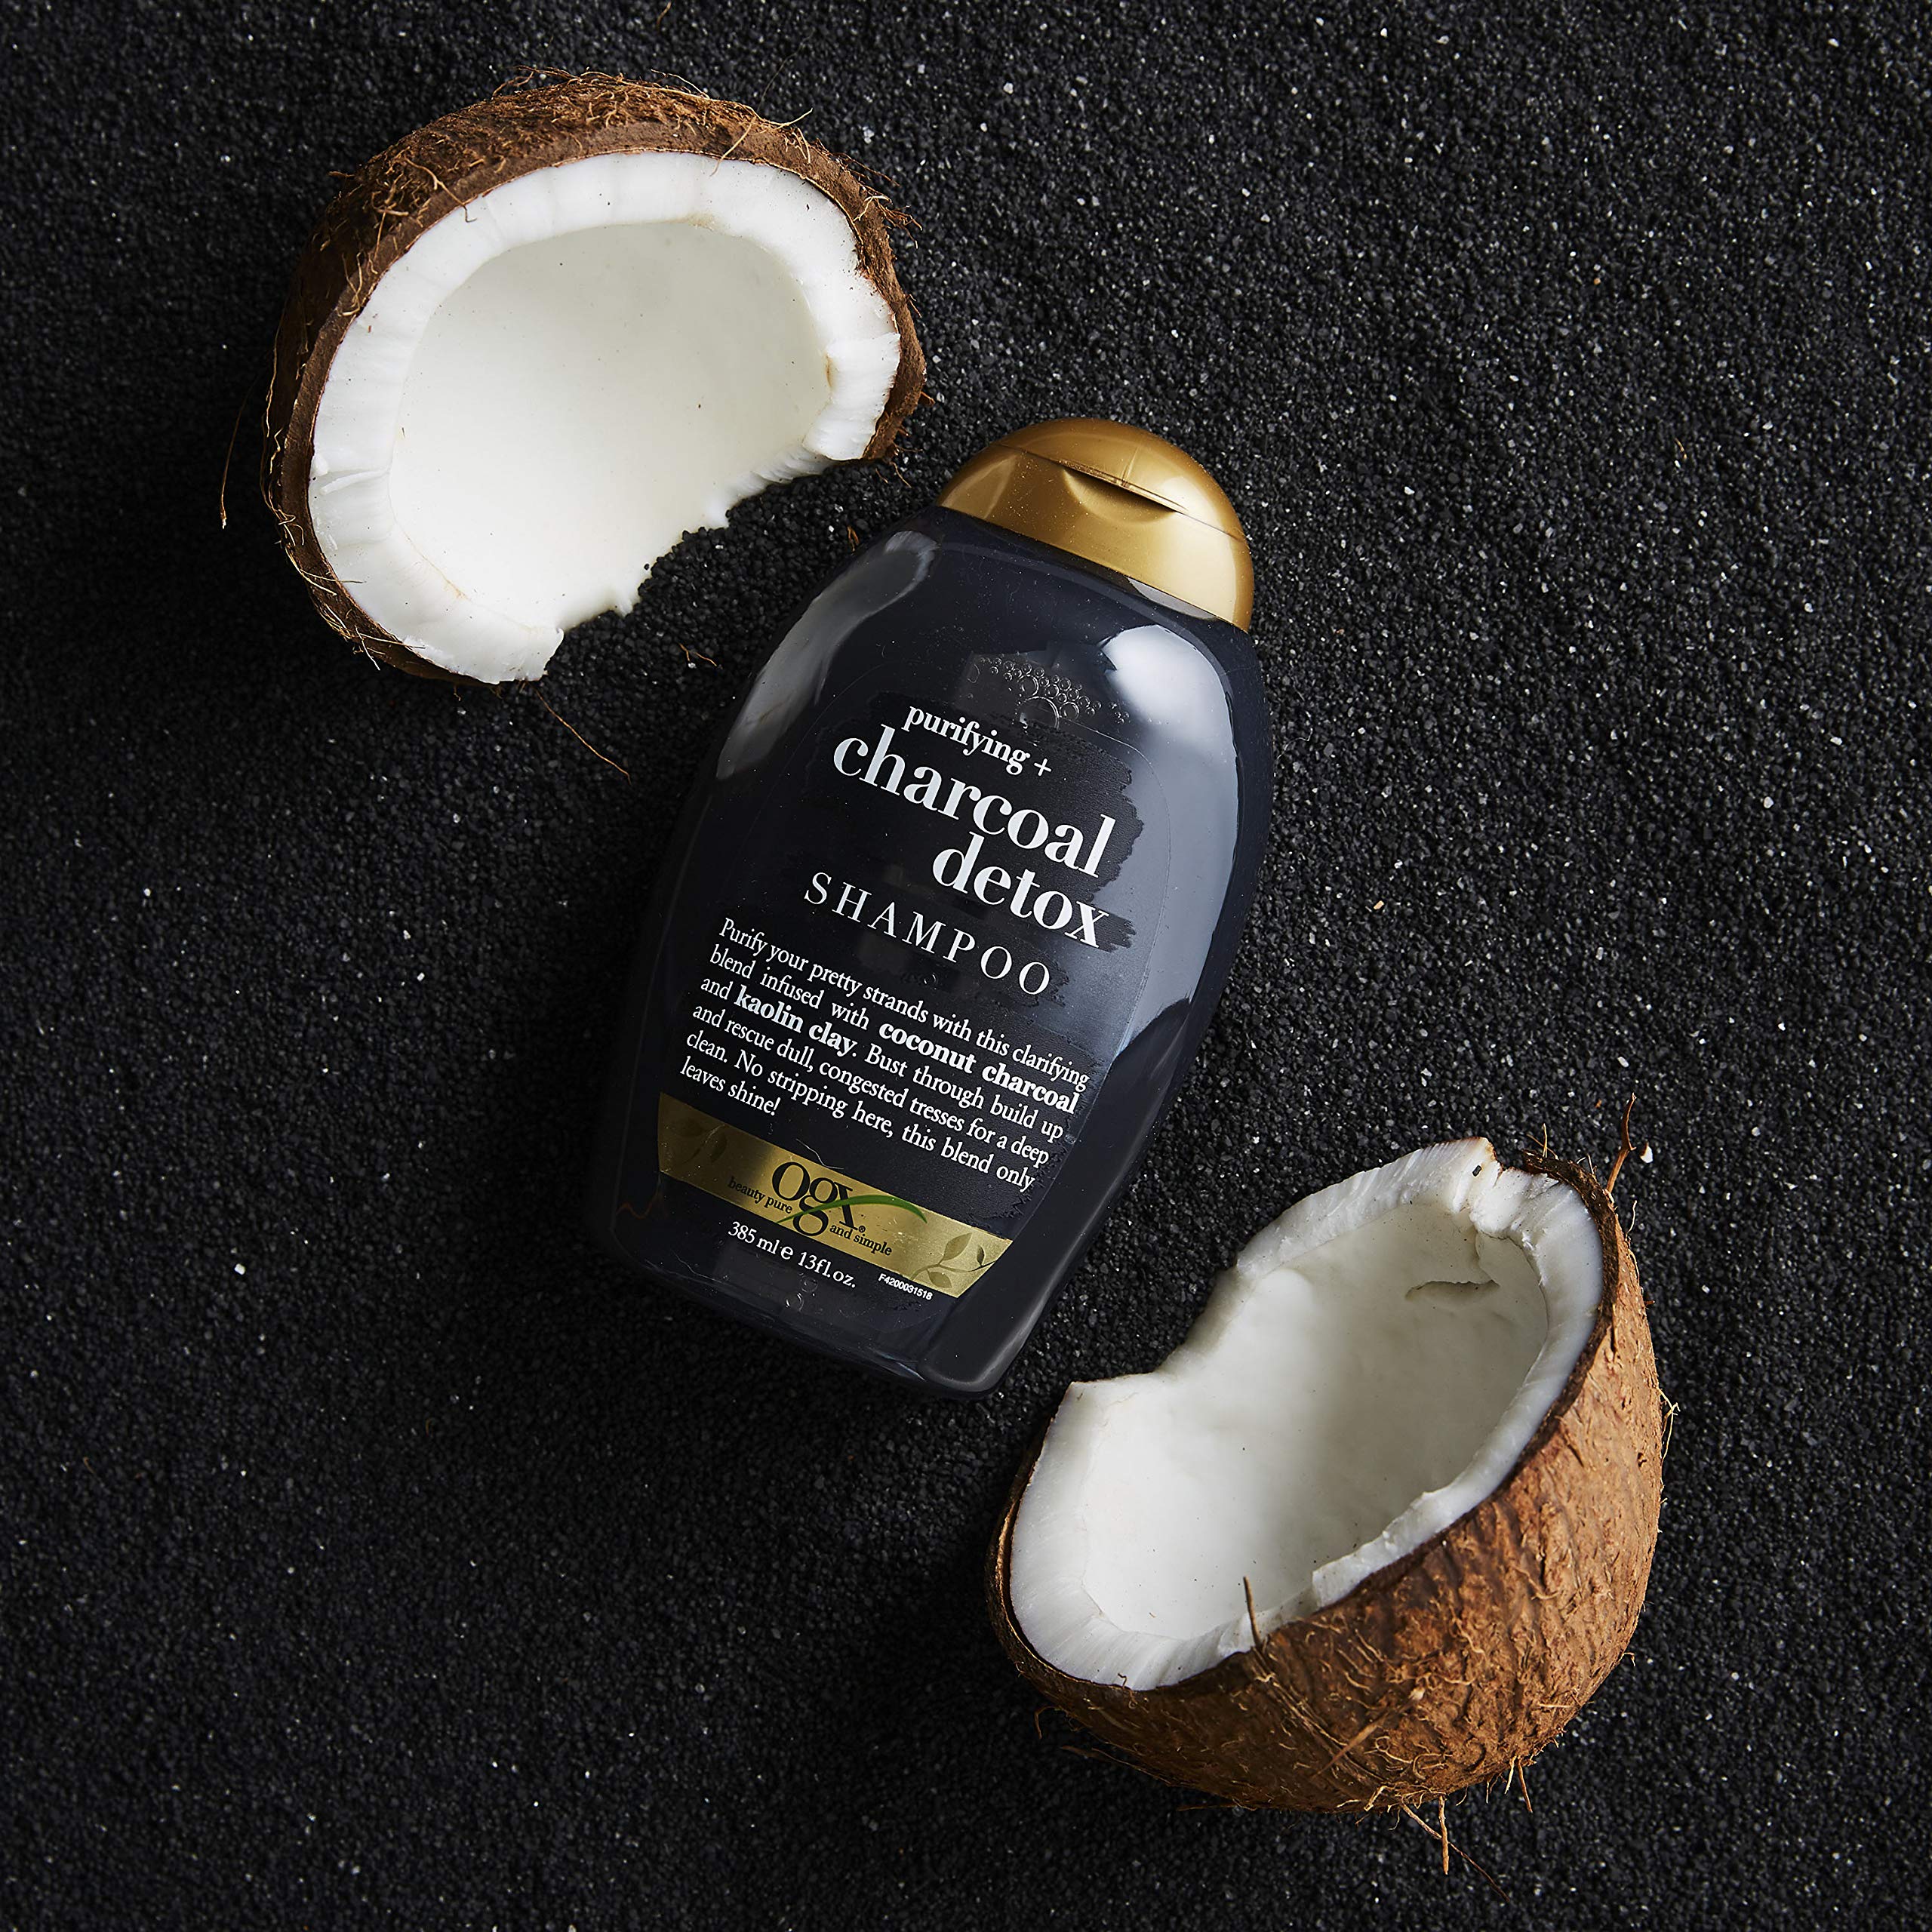 purifying +
charcoal
detox
SHAMPOO
Purify your pretty strands with this clarifying
blend infused with coconut charcoal
and kaolin clay. Bust through build up
and rescue dull, congested tresses for a deep
clean. No stripping here, this blend only
leaves shine!
ogx®
beauty pure and simple
385 ml e 13fl.oz.
F4200031518